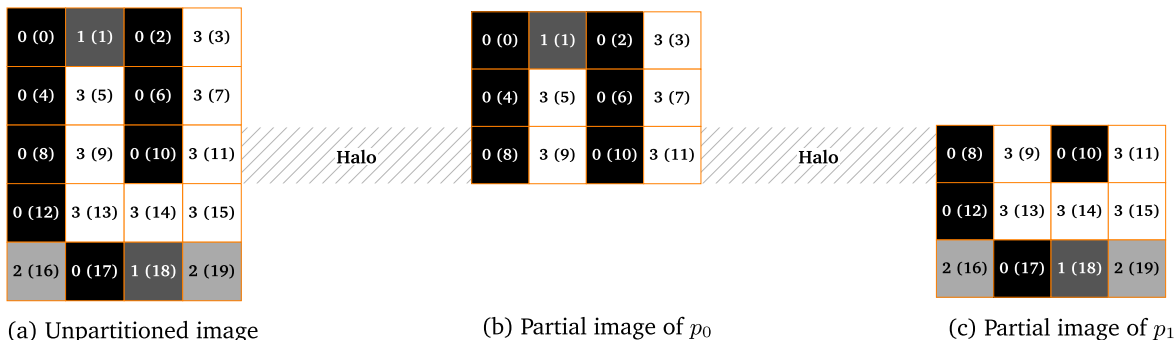 0 (0) 1 (1) 0 (2) 3 (3)
0 (4) 3 (5) 0 (6) 3 (7)
0 (8) 3 (9) 0 (10) 3 (11)
0 (12) 3 (13) 3 (14) 3 (15)
2 (16) 0 (17) 1 (18) 2 (19)
(a) Unpartitioned image
Halo
0 (0) 1 (1) 0 (2) 3 (3)
0 (4) 3 (5) 0 (6) 3 (7)
0 (8) 3 (9) 0 (10) 3 (11)
(b) Partial image of p₀
Halo
0 (8) 3 (9) 0 (10) 3 (11)
0 (12) 3 (13) 3 (14) 3 (15)
2 (16) 0 (17) 1 (18) 2 (19)
(c) Partial image of p₁